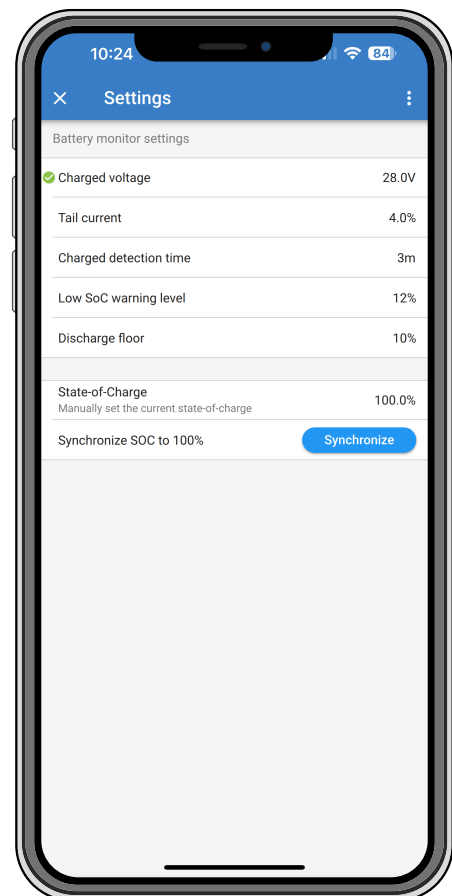 10:24
84
Settings
Battery monitor settings
Charged voltage 28.0V
Tail current 4.0%
Charged detection time 3m
Low SoC warning level 12%
Discharge floor 10%
State-of-Charge 100.0%
Manually set the current state-of-charge
Synchronize SOC to 100% Synchronize